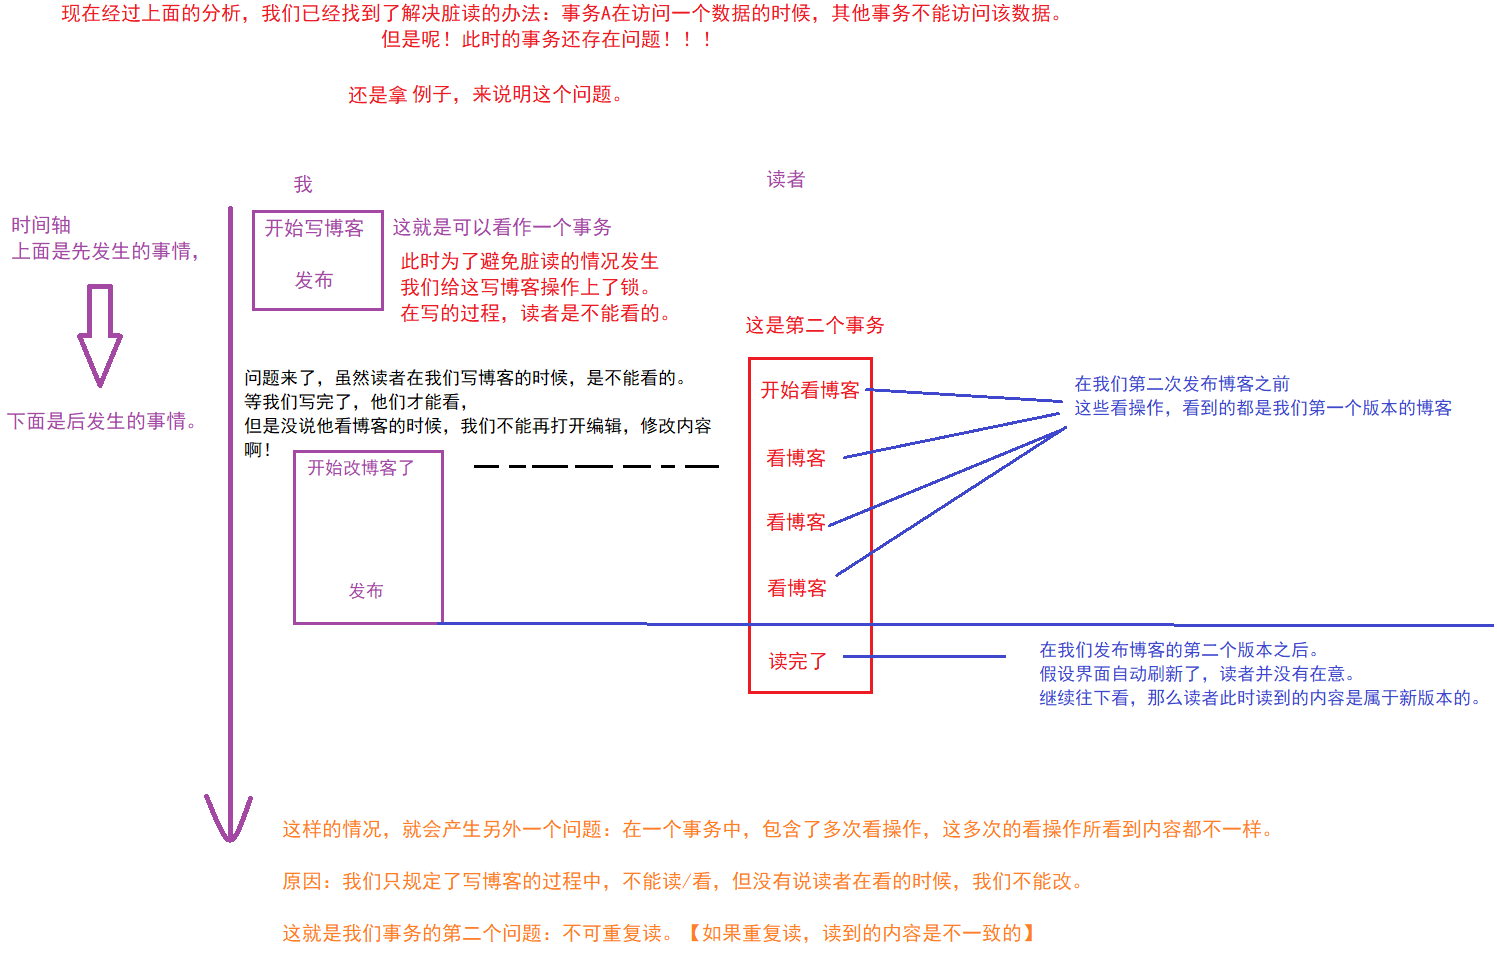 现在经过上面的分析，我们已经找到了解决脏读的办法：事务A在访问一个数据的时候，其他事务不能访问该数据。
但是呢！此时的事务还存在问题！！！
还是拿 例子，来说明这个问题。
我
读者
时间轴
上面是先发生的事情，
下面是后发生的事情。
开始写博客
发布
这就是可以看作一个事务
此时为了避免脏读的情况发生
我们给这写博客操作上了锁。
在写的过程，读者是不能看的。
这是第二个事务
问题来了，虽然读者在我们写博客的时候，是不能看的。
等我们写完了，他们才能看，
但是没说他看博客的时候，我们不能再打开编辑，修改内容
啊！
开始改博客了
发布
开始看博客
看博客
看博客
看博客
读完了
在我们第二次发布博客之前
这些看操作，看到的都是我们第一个版本的博客
在我们发布博客的第二个版本之后。
假设界面自动刷新了，读者并没有在意。
继续往下看，那么读者此时读到的内容是属于新版本的。
这样的情况，就会产生另外一个问题：在一个事务中，包含了多次看操作，这多次的看操作所看到内容都不一样。
原因：我们只规定了写博客的过程中，不能读/看，但没有说读者在看的时候，我们不能改。
这就是我们事务的第二个问题：不可重复读。【如果重复读，读到的内容是不一致的】